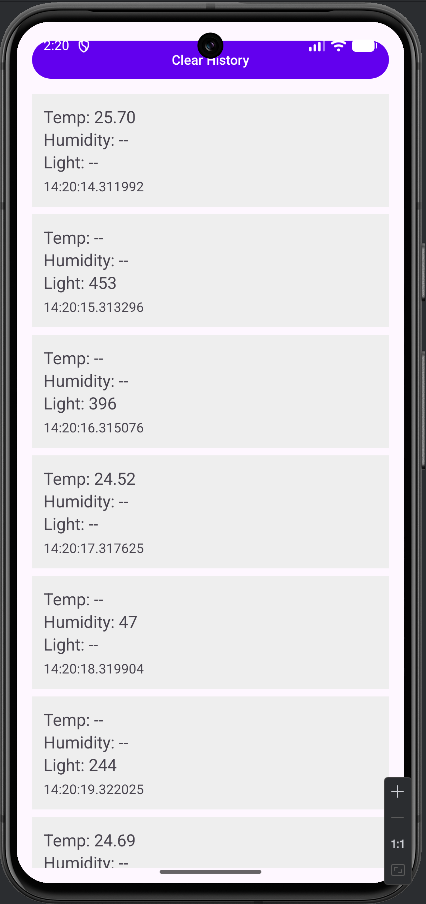 2:20
Clear History
Temp: 25.70
Humidity: --
Light: --
14:20:14.311992
Temp: --
Humidity: --
Light: 453
14:20:15.313296
Temp: --
Humidity: --
Light: 396
14:20:16.315076
Temp: 24.52
Humidity: --
Light: --
14:20:17.317625
Temp: --
Humidity: 47
Light: --
14:20:18.319904
Temp: --
Humidity: --
Light: 244
14:20:19.322025
Temp: 24.69
Humidity: --
1:1